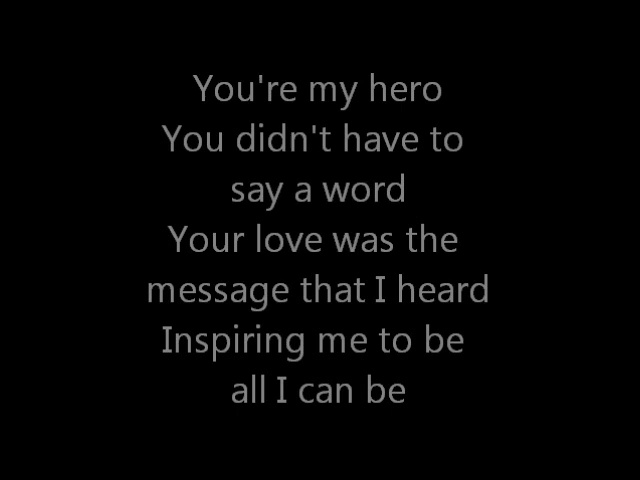 You're my hero
You didn't have to
say a word
Your love was the
message that I heard
Inspiring me to be
all I can be